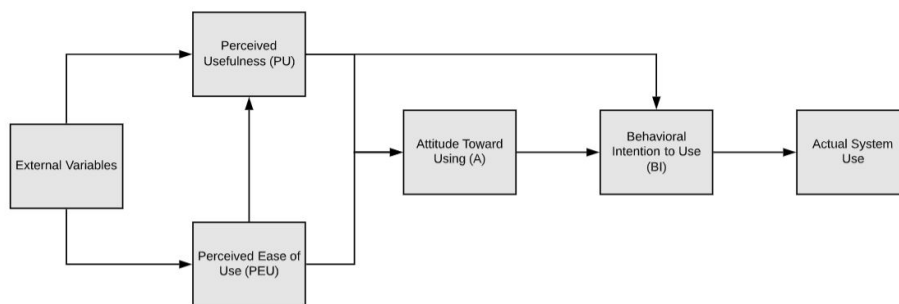 Perceived
Usefulness (PU)
External Variables
Perceived Ease of
Use (PEU)
Attitude Toward
Using (A)
Behavioral
Intention to Use
(BI)
Actual System
Use